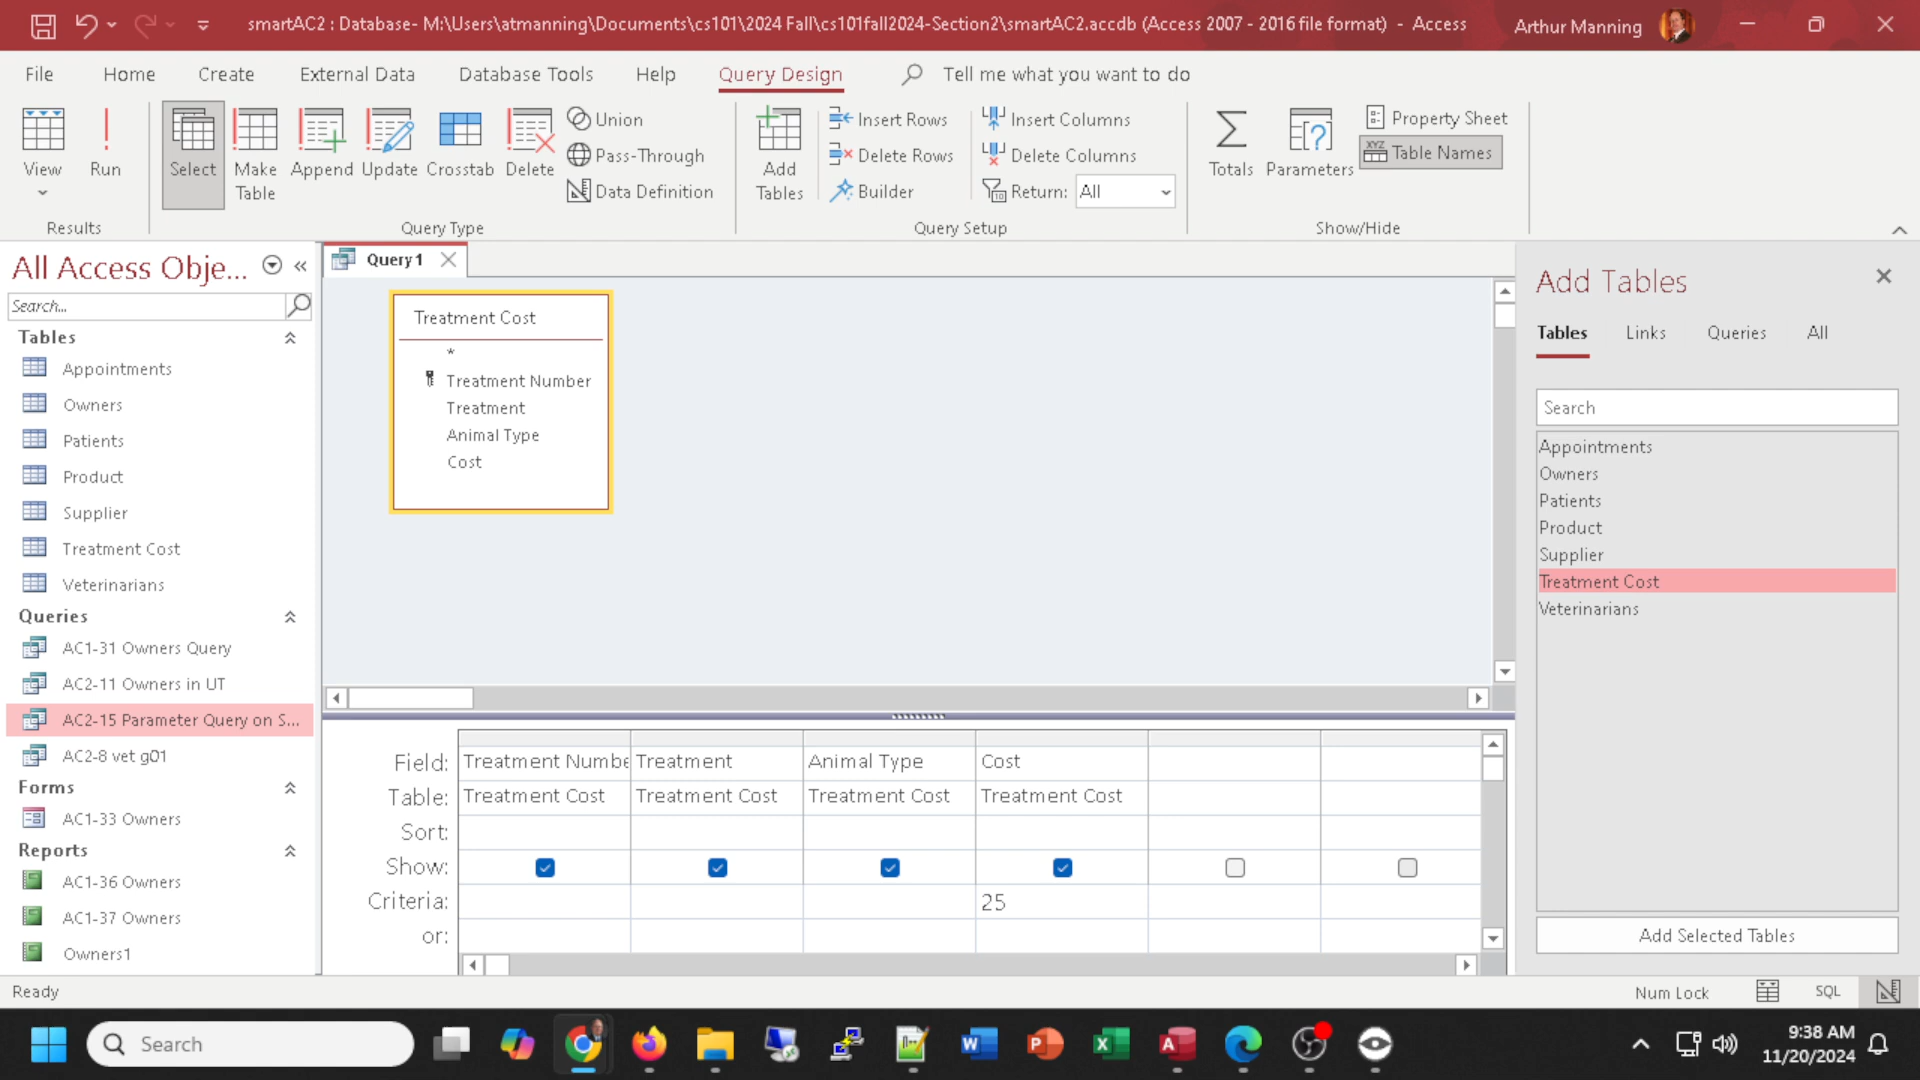 smartAC2 : Database- M:\Users\atmanning\Documents\cs101\2024 Fall\cs101fall2024-Section2\smartAC2.accdb (Access 2007 - 2016 file format) - Access
Arthur Manning
File Home Create External Data Database Tools Help Query Design Tell me what you want to do
View
Run
Results
Select
Make Table
Append
Update
Crosstab
Delete
Union
Pass-Through
Data Definition
Query Type
Add Tables
Insert Rows
Delete Rows
Builder
Insert Columns
Delete Columns
Return: All
Query Setup
Totals
Parameters
Property Sheet
XYZ Table Names
Show/Hide
All Access Obje...
Search...
Tables
Appointments
Owners
Patients
Product
Supplier
Treatment Cost
Veterinarians
Queries
AC1-31 Owners Query
AC2-11 Owners in UT
AC2-15 Parameter Query on S...
AC2-8 vet g01
Forms
AC1-33 Owners
Reports
AC1-36 Owners
AC1-37 Owners
Owners1
Query1
Treatment Cost
*
Treatment Number
Treatment
Animal Type
Cost
Field: Treatment Numbe Treatment Animal Type Cost
Table: Treatment Cost Treatment Cost Treatment Cost Treatment Cost
Sort:
Show:
Criteria: 25
or:
Add Tables
Tables Links Queries All
Search
Appointments
Owners
Patients
Product
Supplier
Treatment Cost
Veterinarians
Add Selected Tables
Ready
Num Lock
SQL
Search
9:38 AM
11/20/2024